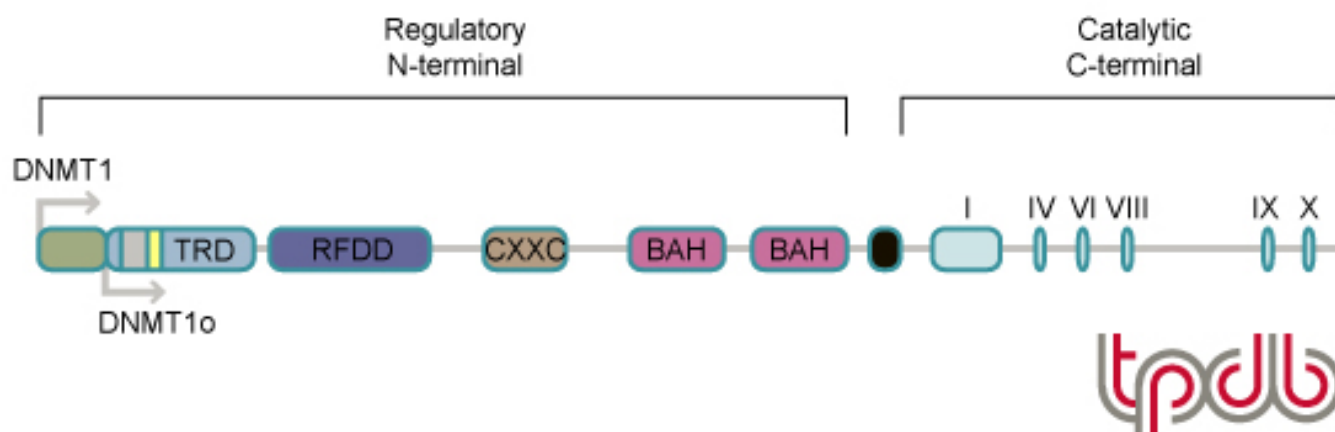 Regulatory
N-terminal
Catalytic
C-terminal
DNMT1
I IV VI VIII IX X
TRD RFDD CXXC BAH BAH
DNMT1o
tpdb